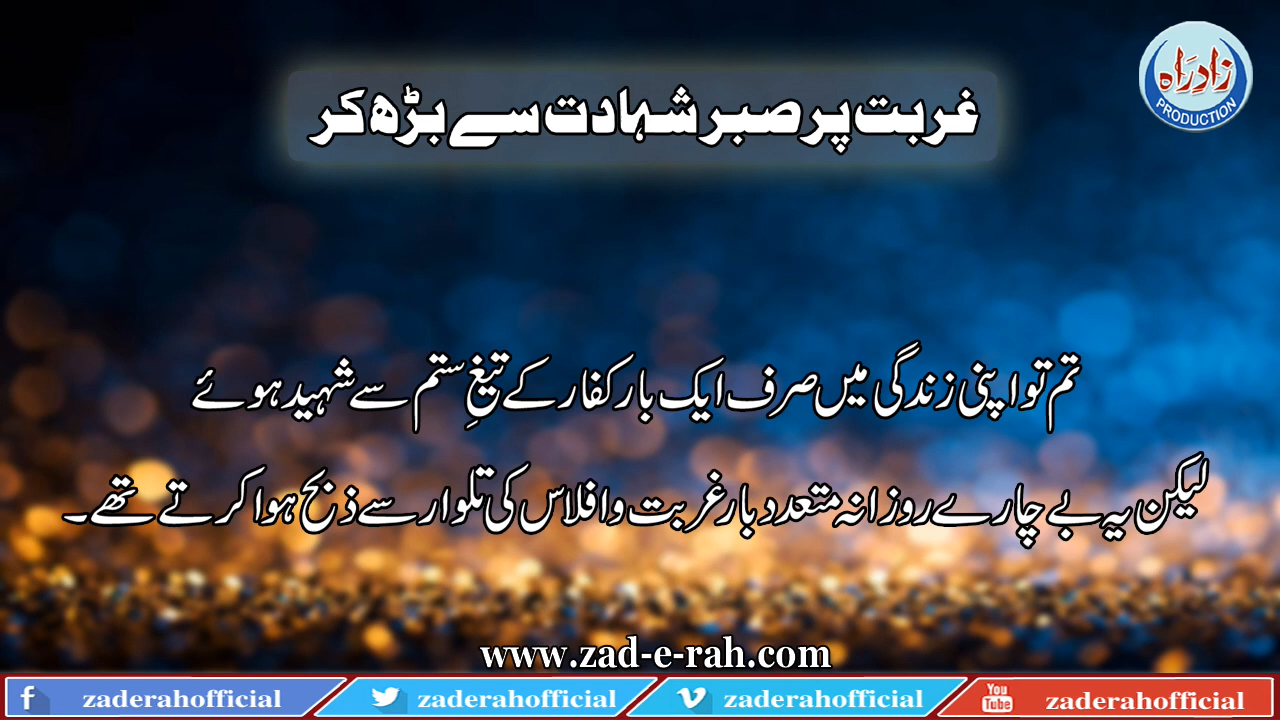 زادِراہ
PRODUCTION
غربت پر صبر شہادت سے بڑھ کر
تم تو اپنی زندگی میں صرف ایک بار کفار کے تیغِ ستم سے شہید ہوئے
لیکن یہ بے چارے روزانہ متعدد بار غربت و افلاس کی تلوار سے ذبح ہوا کرتے تھے۔
www.zad-e-rah.com
f zaderahofficial zaderahofficial v zaderahofficial You Tube zaderahofficial